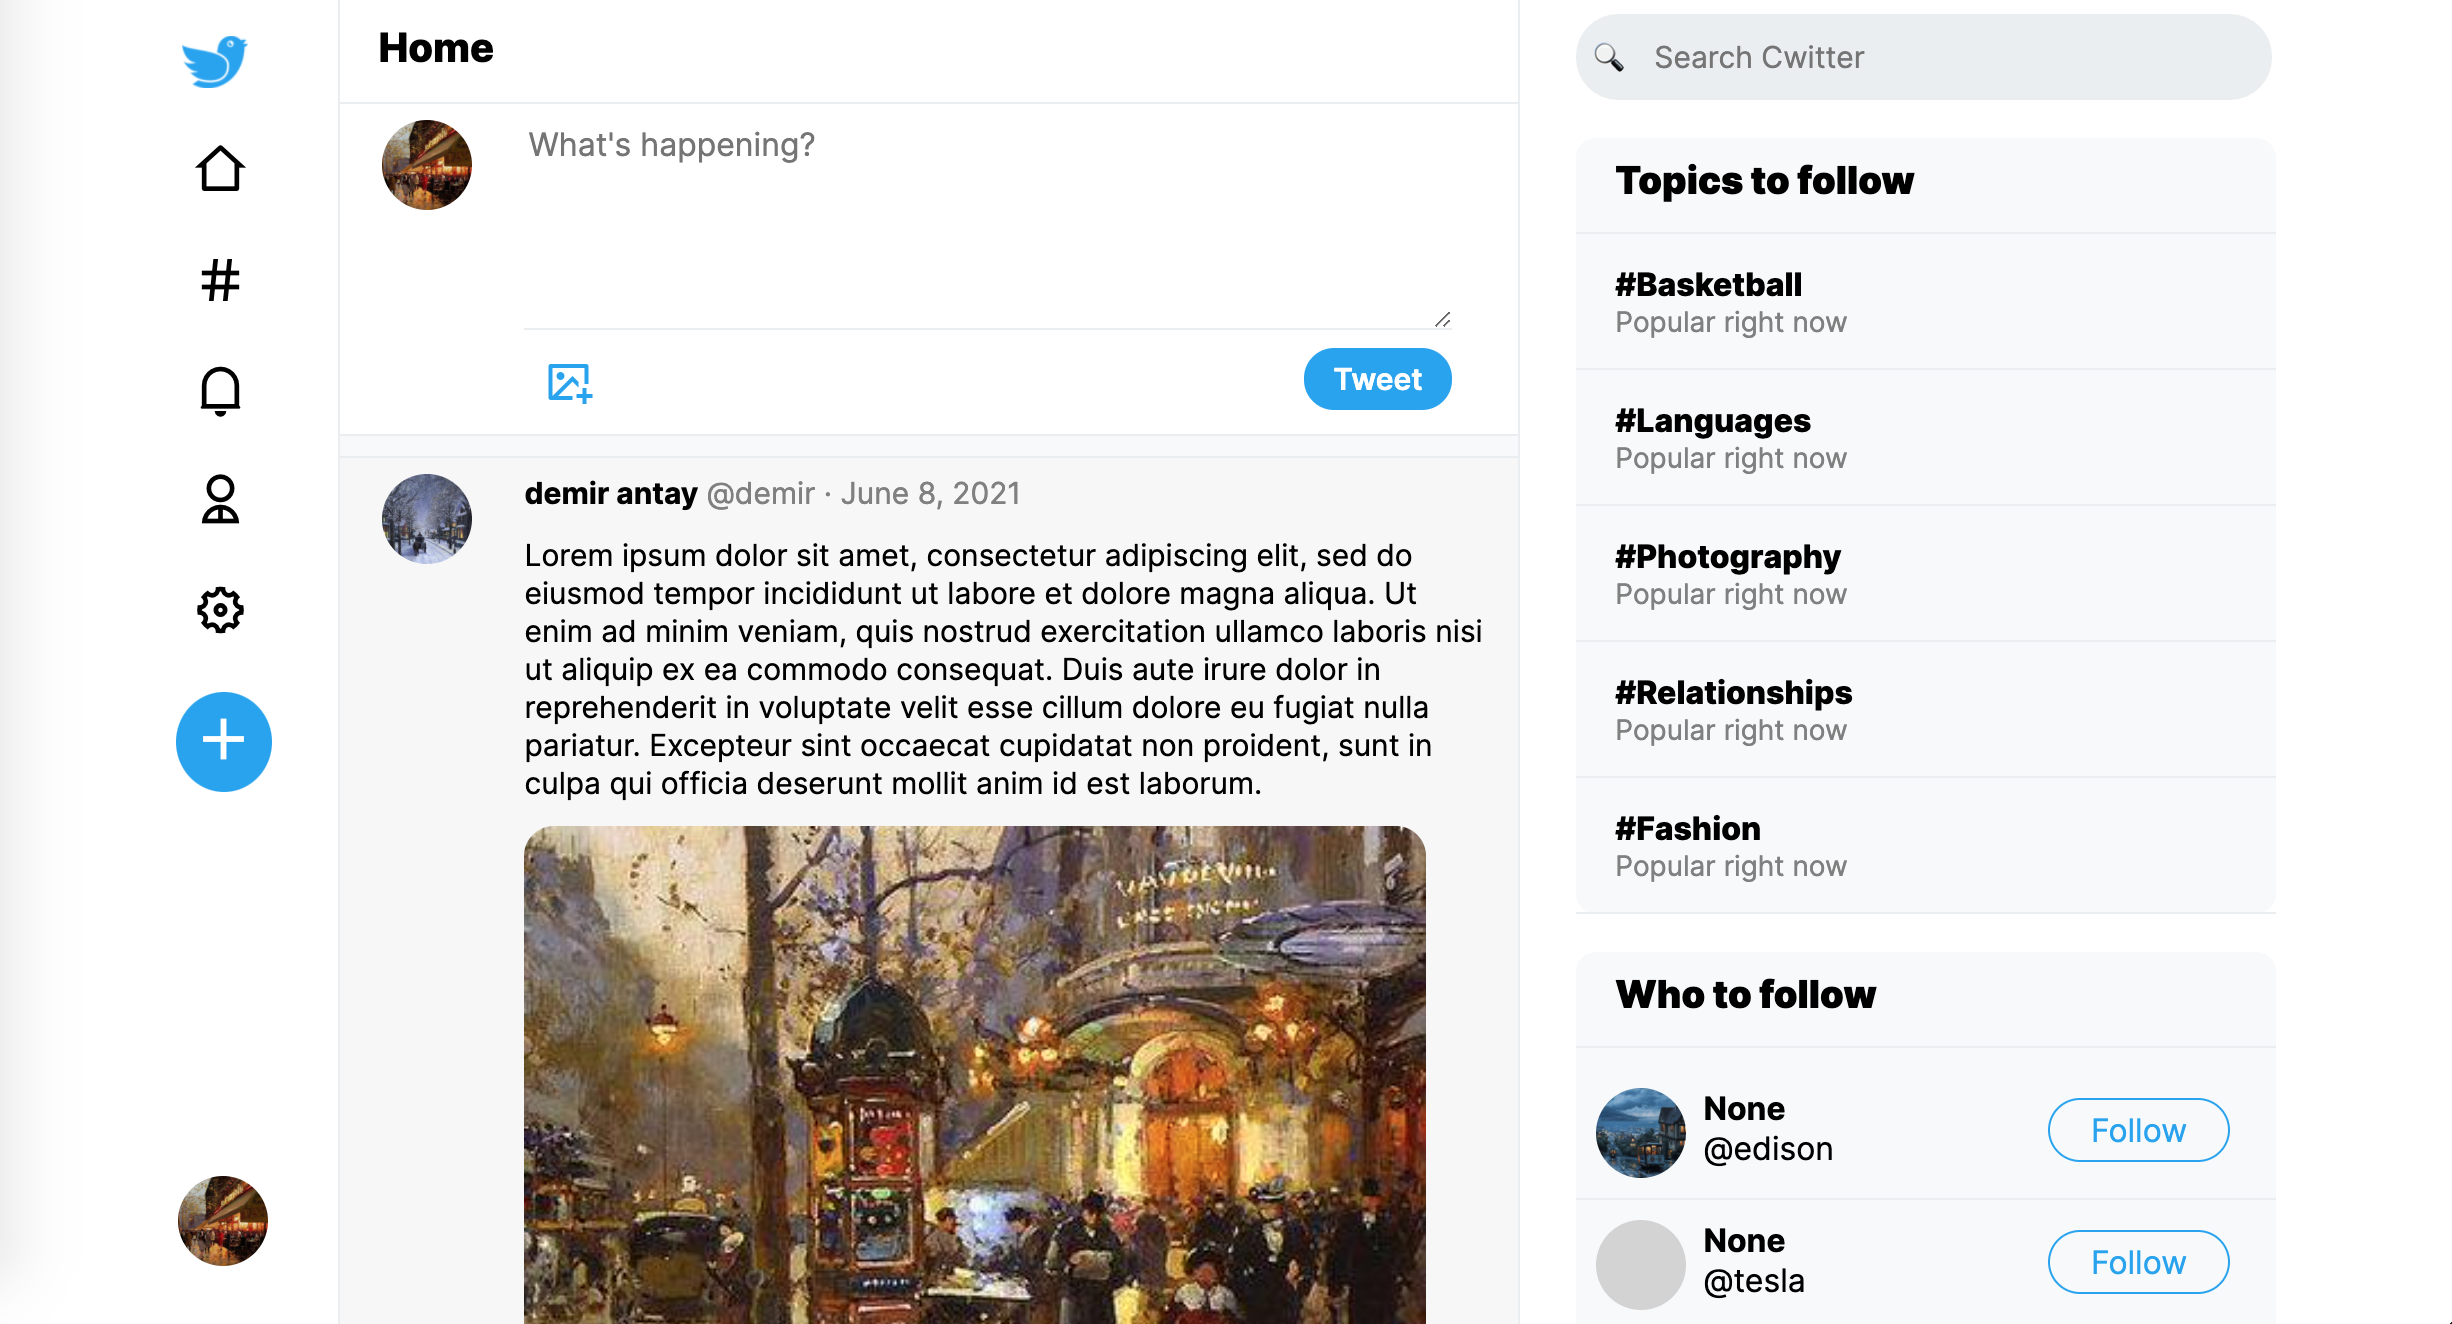 Home
What's happening?
Tweet
demir antay @demir · June 8, 2021
Lorem ipsum dolor sit amet, consectetur adipiscing elit, sed do
eiusmod tempor incididunt ut labore et dolore magna aliqua. Ut
enim ad minim veniam, quis nostrud exercitation ullamco laboris nisi
ut aliquip ex ea commodo consequat. Duis aute irure dolor in
reprehenderit in voluptate velit esse cillum dolore eu fugiat nulla
pariatur. Excepteur sint occaecat cupidatat non proident, sunt in
culpa qui officia deserunt mollit anim id est laborum.
Search Cwitter
Topics to follow
#Basketball
Popular right now
#Languages
Popular right now
#Photography
Popular right now
#Relationships
Popular right now
#Fashion
Popular right now
Who to follow
None
@edison
Follow
None
@tesla
Follow